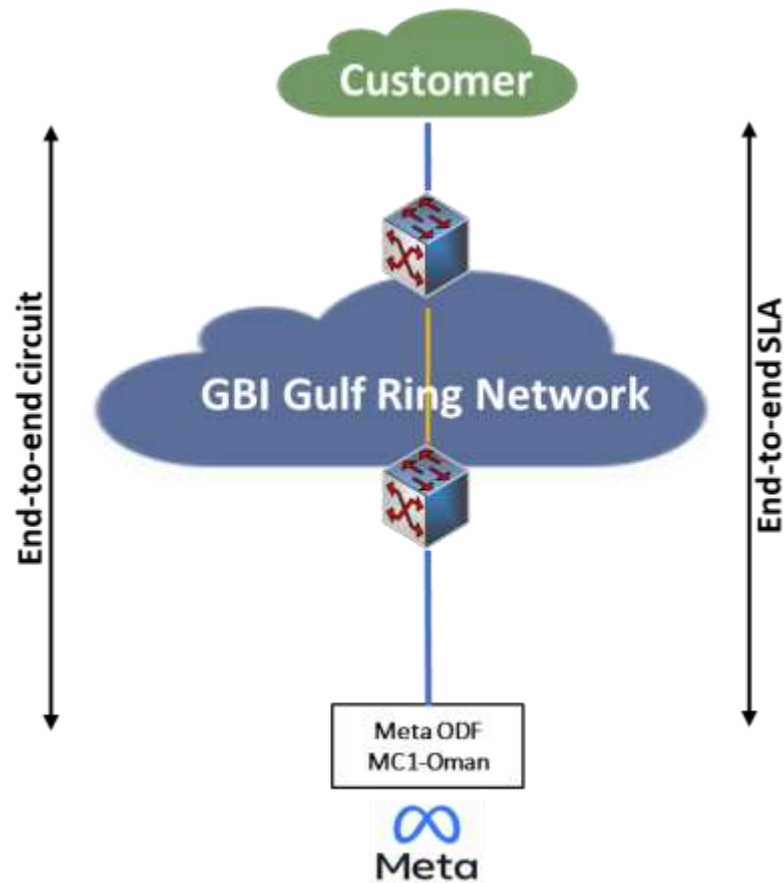 Customer
End-to-end circuit
End-to-end SLA
GBI Gulf Ring Network
Meta ODF
MC1-Oman
Meta